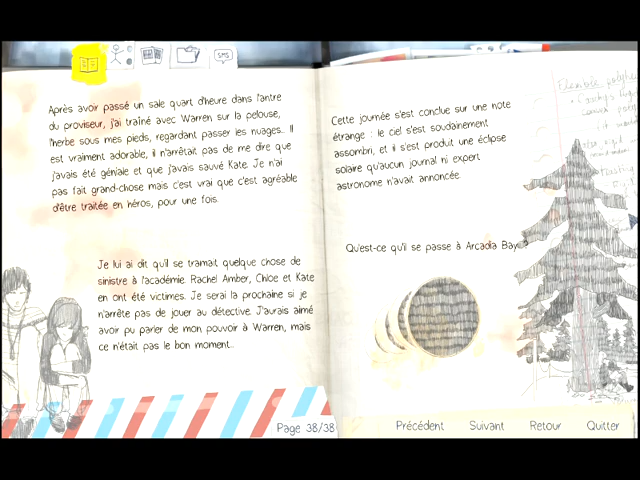 SMS
Après avoir passé un sale quart d'heure dans l'antre
du proviseur, j'ai traîné avec Warren sur la pelouse,
l'herbe sous mes pieds, regardant passer les nuages... Il
est vraiment adorable, il n'arrêtait pas de me dire que
j'avais été géniale et que j'avais sauvé Kate. Je n'ai
pas fait grand-chose mais c'est vrai que c'est agréable
d'être traitée en héros, pour une fois.
Je lui ai dit qu'il se tramait quelque chose de
sinistre à l'académie. Rachel Amber, Chloe et Kate
en ont été victimes. Je serai la prochaine si je
n'arrête pas de jouer au détective. J'aurais aimé
avoir pu parler de mon pouvoir à Warren, mais
ce n'était pas le bon moment...
Page 38/38
Cette journée s'est conclue sur une note
étrange : le ciel s'est soudainement
assombri, et il s'est produit une éclipse
solaire qu'aucun journal ni expert
astronome n'avait annoncée.
Qu'est-ce qu'il se passe à Arcadia Bay ?
Précédent Suivant Retour Quitter